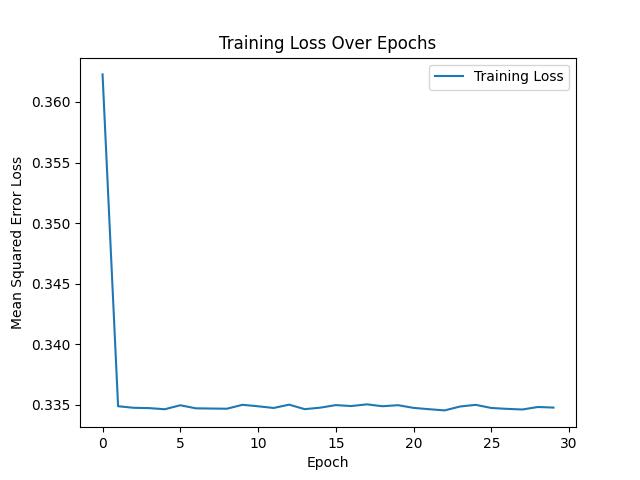 Training Loss Over Epochs
Training Loss
Mean Squared Error Loss
0.360
0.355
0.350
0.345
0.340
0.335
0 5 10 15 20 25 30
Epoch